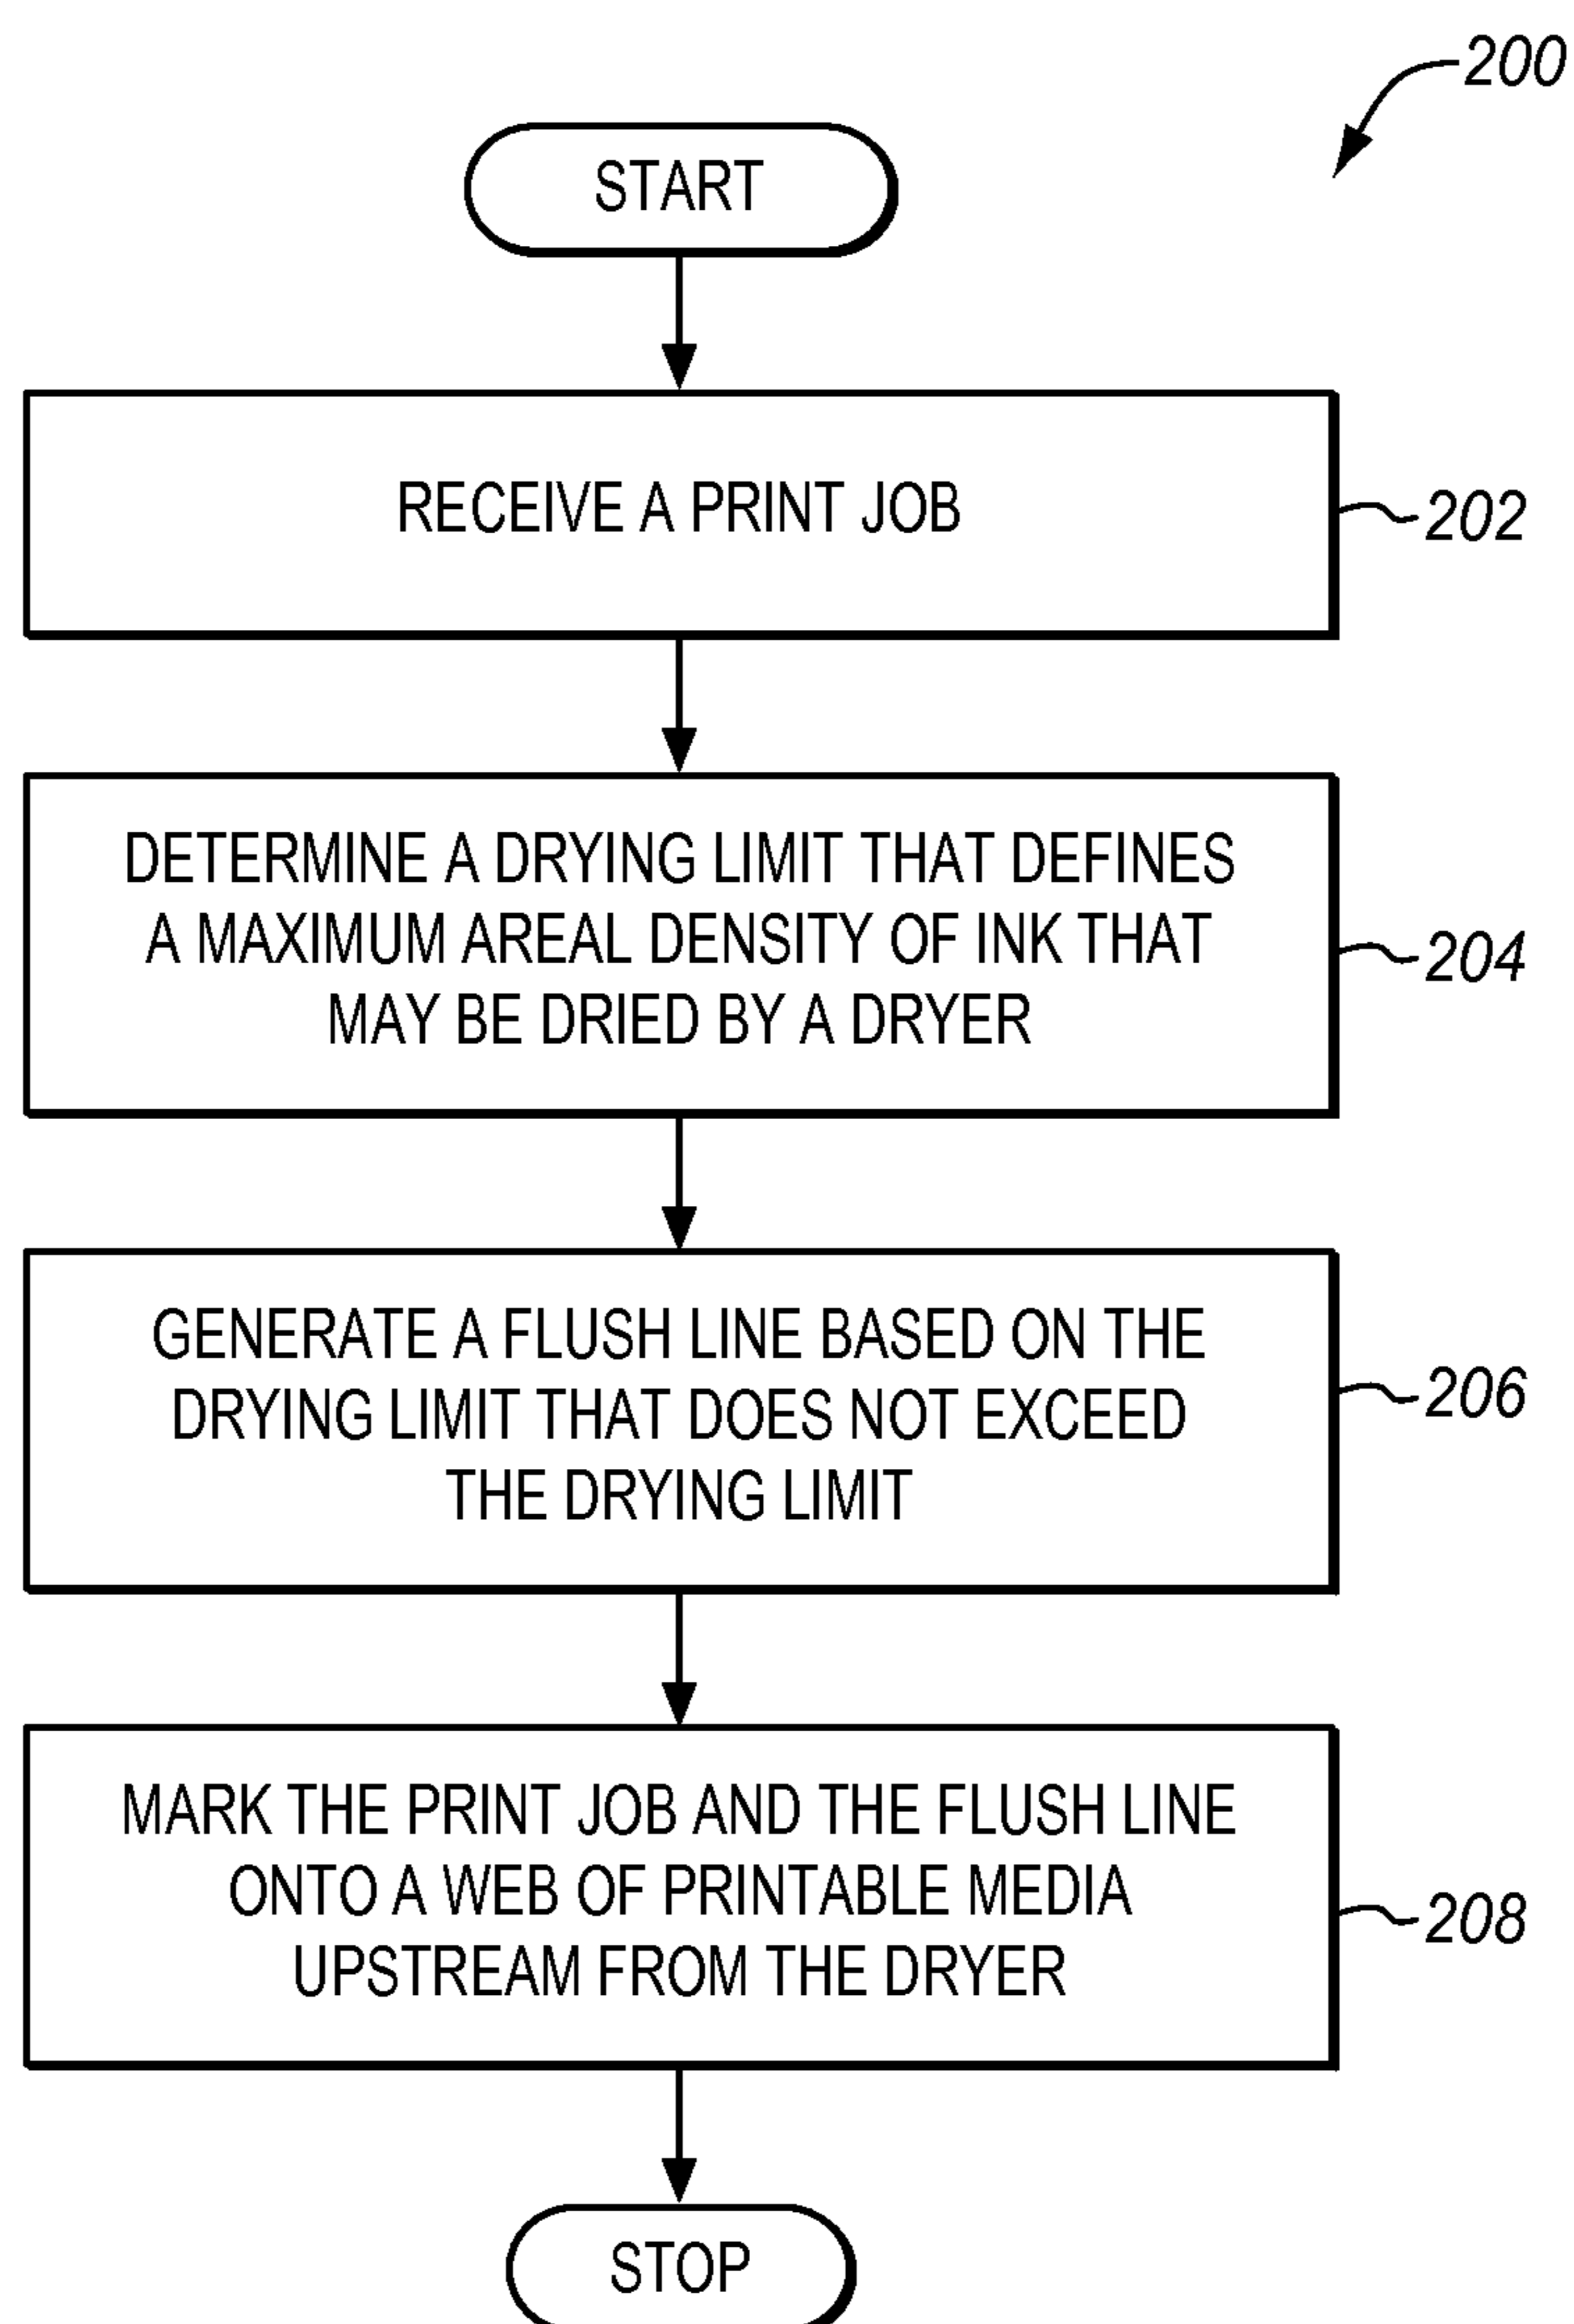 200
START
RECEIVE A PRINT JOB
202
DETERMINE A DRYING LIMIT THAT DEFINES
A MAXIMUM AREAL DENSITY OF INK THAT
MAY BE DRIED BY A DRYER
204
GENERATE A FLUSH LINE BASED ON THE
DRYING LIMIT THAT DOES NOT EXCEED
THE DRYING LIMIT
206
MARK THE PRINT JOB AND THE FLUSH LINE
ONTO A WEB OF PRINTABLE MEDIA
UPSTREAM FROM THE DRYER
208
STOP